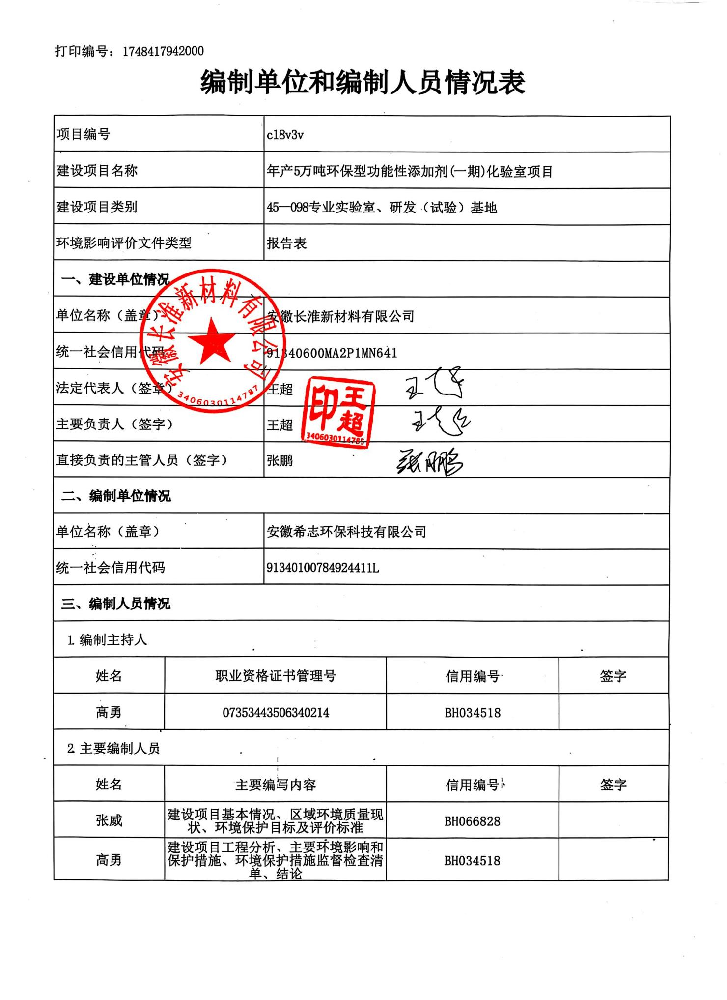 打印编号：1748417942000
编制单位和编制人员情况表
项目编号 c18v3v
建设项目名称 年产5万吨环保型功能性添加剂(一期)化验室项目
建设项目类别 45—098专业实验室、研发（试验）基地
环境影响评价文件类型 报告表
一、建设单位情况
单位名称（盖章） 安徽长淮新材料有限公司
统一社会信用代码 91340600MA2P1MN641
法定代表人（签章） 王超 王超
主要负责人（签字） 王超 王超
直接负责的主管人员（签字） 张鹏 张鹏
安徽长淮新材料有限公司
3406030114787
王超印
3406030114785
二、编制单位情况
单位名称（盖章） 安徽希志环保科技有限公司
统一社会信用代码 91340100784924411L
三、编制人员情况
1.编制主持人
姓名 职业资格证书管理号 信用编号 签字
高勇 07353443506340214 BH034518
2.主要编制人员
姓名 主要编写内容 信用编号 签字
张威 建设项目基本情况、区域环境质量现
状、环境保护目标及评价标准 BH066828
高勇 建设项目工程分析、主要环境影响和
保护措施、环境保护措施监督检查清
单、结论 BH034518